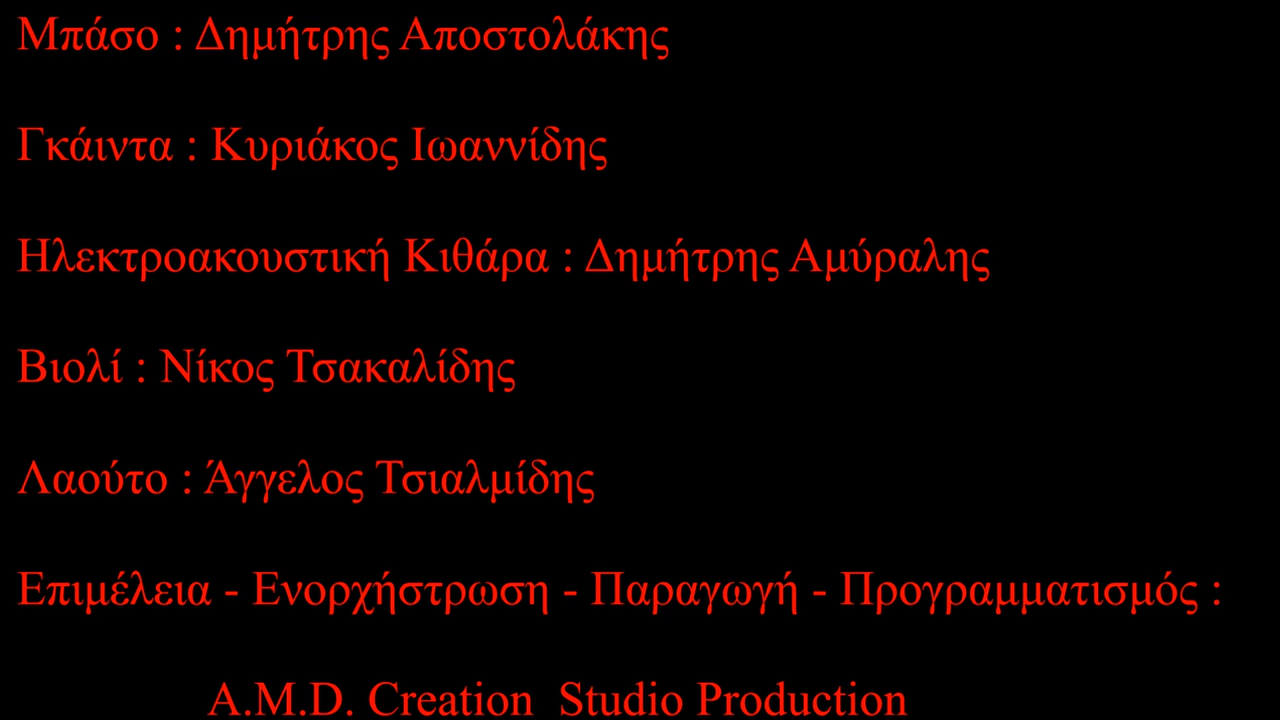 Μπάσο : Δημήτρης Αποστολάκης
Γκάιντα : Κυριάκος Ιωαννίδης
Ηλεκτροακουστική Κιθάρα : Δημήτρης Αμύραλης
Βιολί : Νίκος Τσακαλίδης
Λαούτο : Άγγελος Τσιαλμίδης
Επιμέλεια - Ενορχήστρωση - Παραγωγή - Προγραμματισμός :
A.M.D. Creation  Studio Production